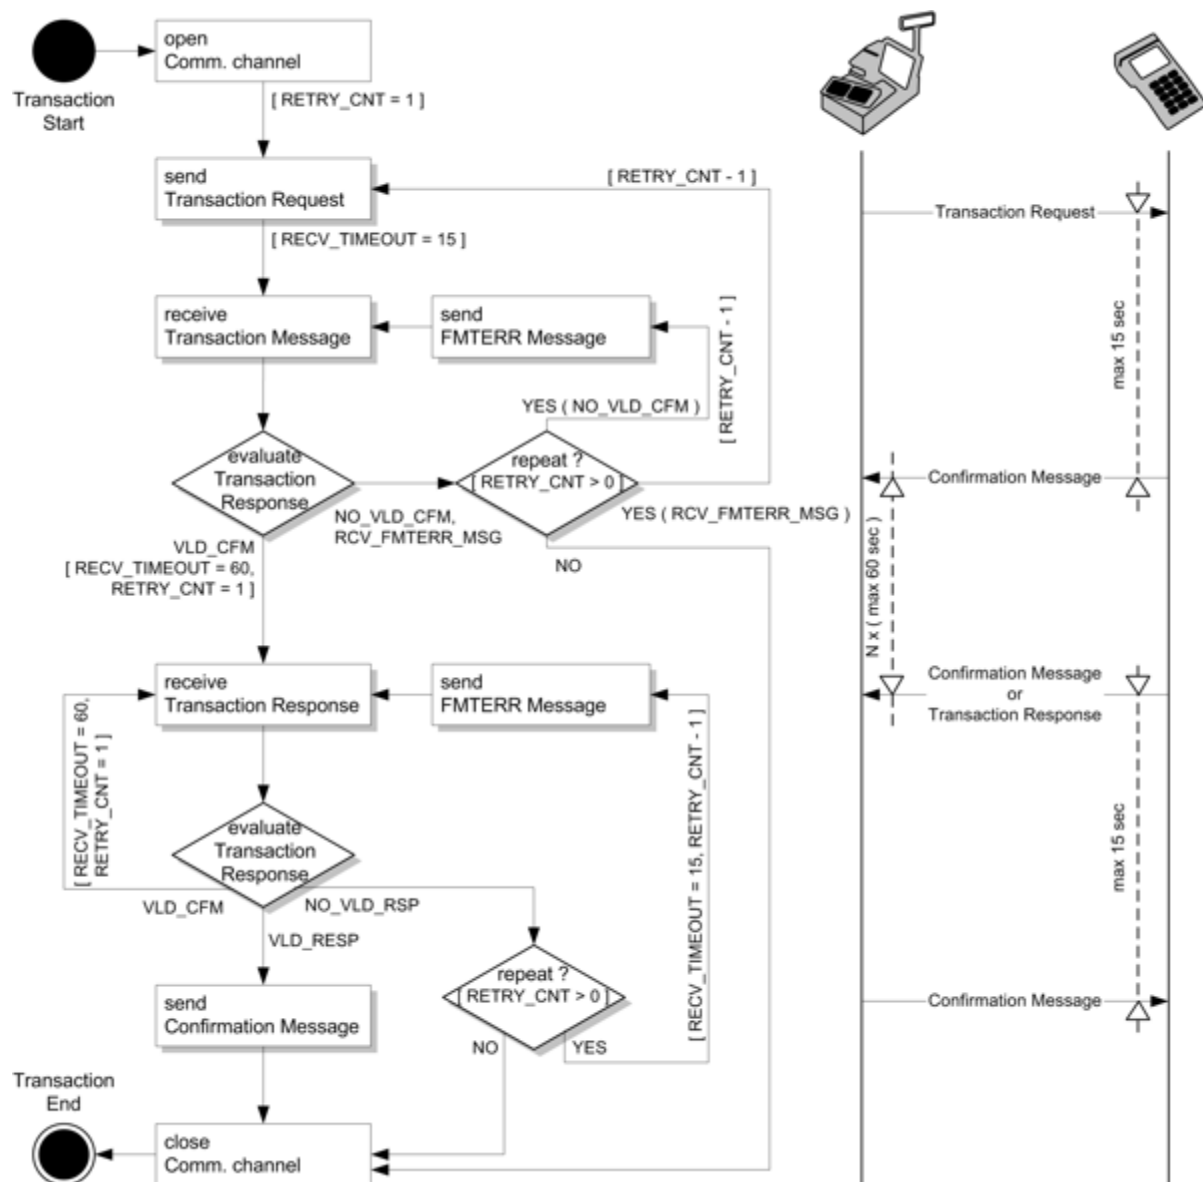 Transaction
Start
open
Comm. channel
[ RETRY_CNT = 1 ]
send
Transaction Request
[ RETRY_CNT - 1 ]
[ RECV_TIMEOUT = 15 ]
receive
Transaction Message
send
FMTERR Message
[ RETRY_CNT - 1 ]
YES ( NO_VLD_CFM )
evaluate
Transaction
Response
repeat ?
[ RETRY_CNT > 0 ]
NO_VLD_CFM,
RCV_FMTERR_MSG
YES ( RCV_FMTERR_MSG )
NO
VLD_CFM
[ RECV_TIMEOUT = 60,
RETRY_CNT = 1 ]
receive
Transaction Response
send
FMTERR Message
[ RECV_TIMEOUT = 60,
RETRY_CNT = 1 ]
[ RECV_TIMEOUT = 15, RETRY_CNT - 1 ]
evaluate
Transaction
Response
VLD_CFM
NO_VLD_RSP
VLD_RESP
repeat ?
[ RETRY_CNT > 0 ]
NO
YES
send
Confirmation Message
Transaction
End
close
Comm. channel
Transaction Request
max 15 sec
Confirmation Message
N x ( max 60 sec )
Confirmation Message
or
Transaction Response
max 15 sec
Confirmation Message